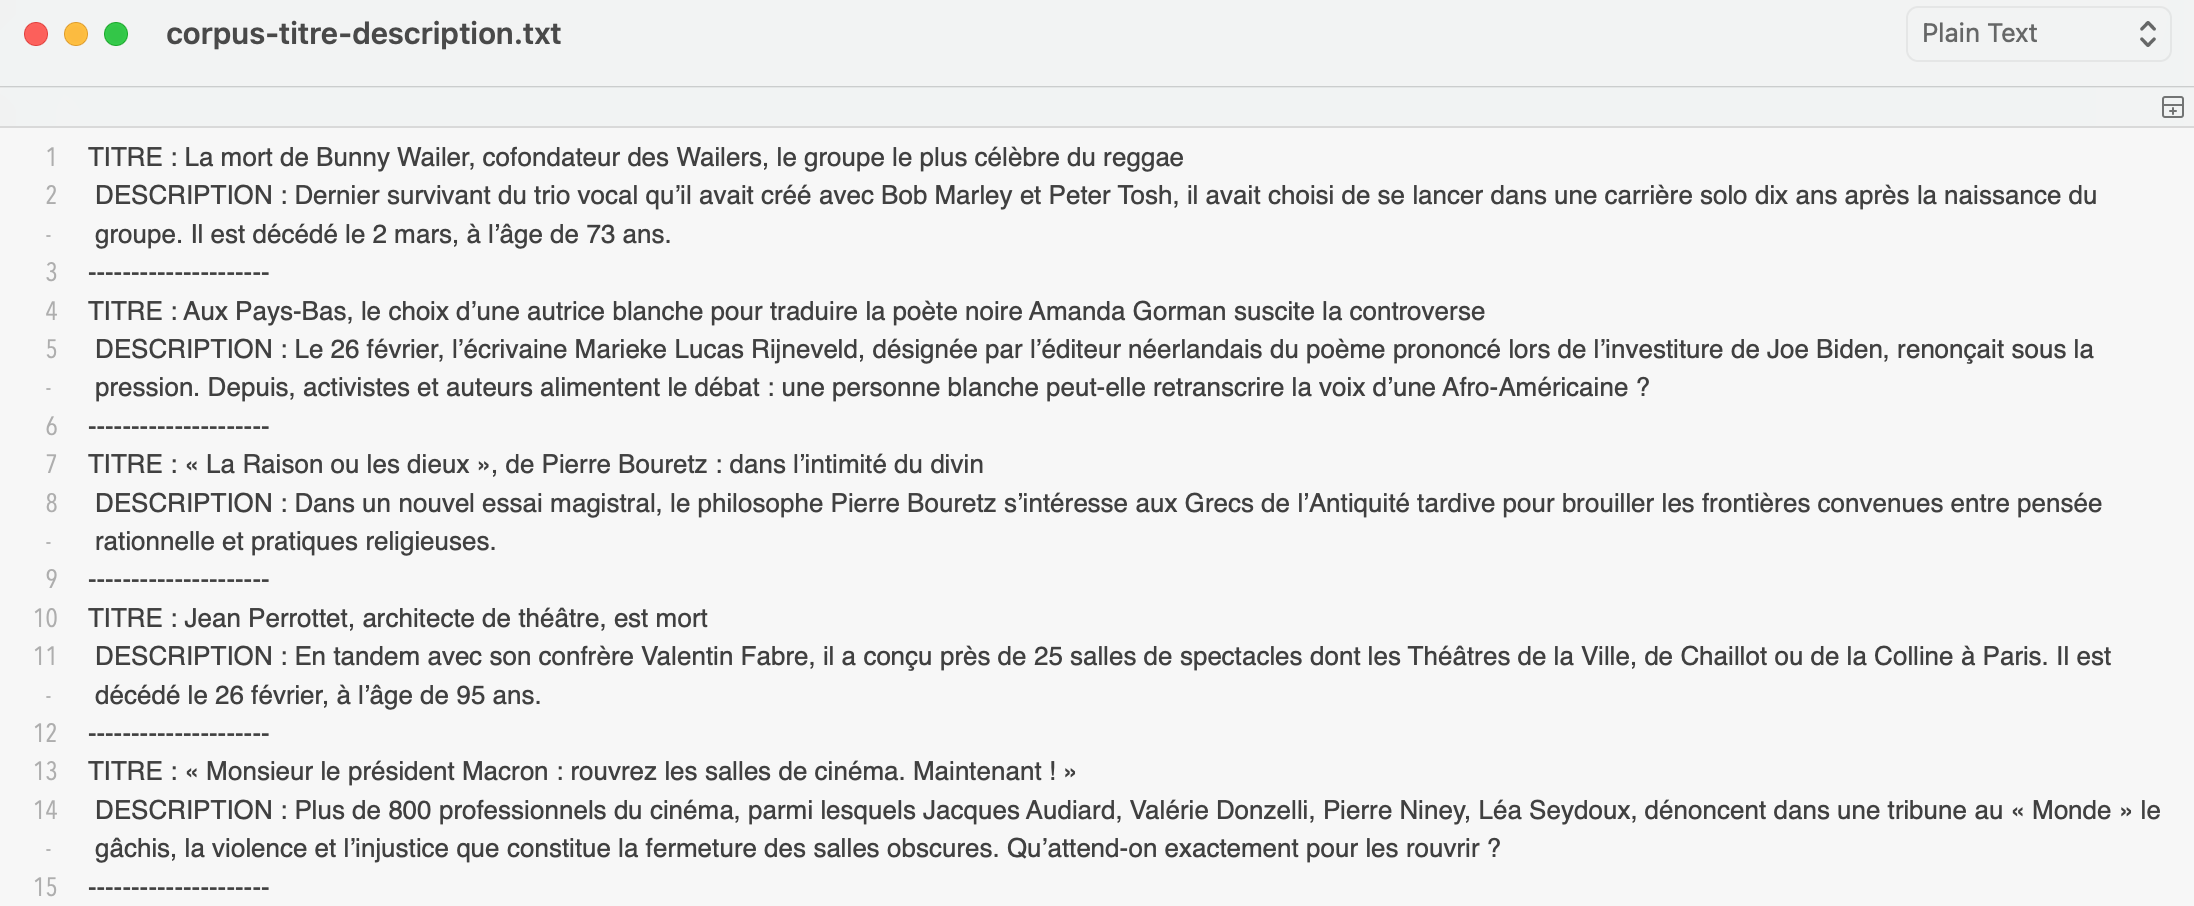 corpus-titre-description.txt
Plain Text
1 TITRE : La mort de Bunny Wailer, cofondateur des Wailers, le groupe le plus célèbre du reggae
2 DESCRIPTION : Dernier survivant du trio vocal qu’il avait créé avec Bob Marley et Peter Tosh, il avait choisi de se lancer dans une carrière solo dix ans après la naissance du
- groupe. Il est décédé le 2 mars, à l’âge de 73 ans.
3 ---------------------
4 TITRE : Aux Pays-Bas, le choix d’une autrice blanche pour traduire la poète noire Amanda Gorman suscite la controverse
5 DESCRIPTION : Le 26 février, l’écrivaine Marieke Lucas Rijneveld, désignée par l’éditeur néerlandais du poème prononcé lors de l’investiture de Joe Biden, renonçait sous la
- pression. Depuis, activistes et auteurs alimentent le débat : une personne blanche peut-elle retranscrire la voix d’une Afro-Américaine ?
6 ---------------------
7 TITRE : « La Raison ou les dieux », de Pierre Bouretz : dans l’intimité du divin
8 DESCRIPTION : Dans un nouvel essai magistral, le philosophe Pierre Bouretz s’intéresse aux Grecs de l’Antiquité tardive pour brouiller les frontières convenues entre pensée
- rationnelle et pratiques religieuses.
9 ---------------------
10 TITRE : Jean Perrottet, architecte de théâtre, est mort
11 DESCRIPTION : En tandem avec son confrère Valentin Fabre, il a conçu près de 25 salles de spectacles dont les Théâtres de la Ville, de Chaillot ou de la Colline à Paris. Il est
- décédé le 26 février, à l’âge de 95 ans.
12 ---------------------
13 TITRE : « Monsieur le président Macron : rouvrez les salles de cinéma. Maintenant ! »
14 DESCRIPTION : Plus de 800 professionnels du cinéma, parmi lesquels Jacques Audiard, Valérie Donzelli, Pierre Niney, Léa Seydoux, dénoncent dans une tribune au « Monde » le
- gâchis, la violence et l’injustice que constitue la fermeture des salles obscures. Qu’attend-on exactement pour les rouvrir ?
15 ---------------------